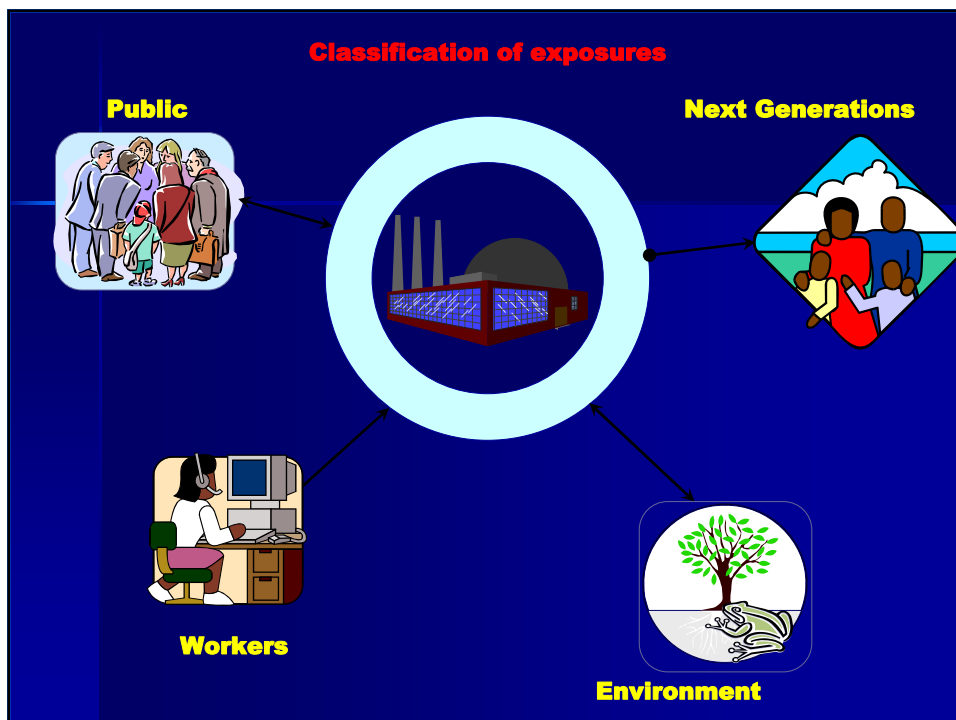 Classification of exposures
Public
Next Generations
Workers
Environment